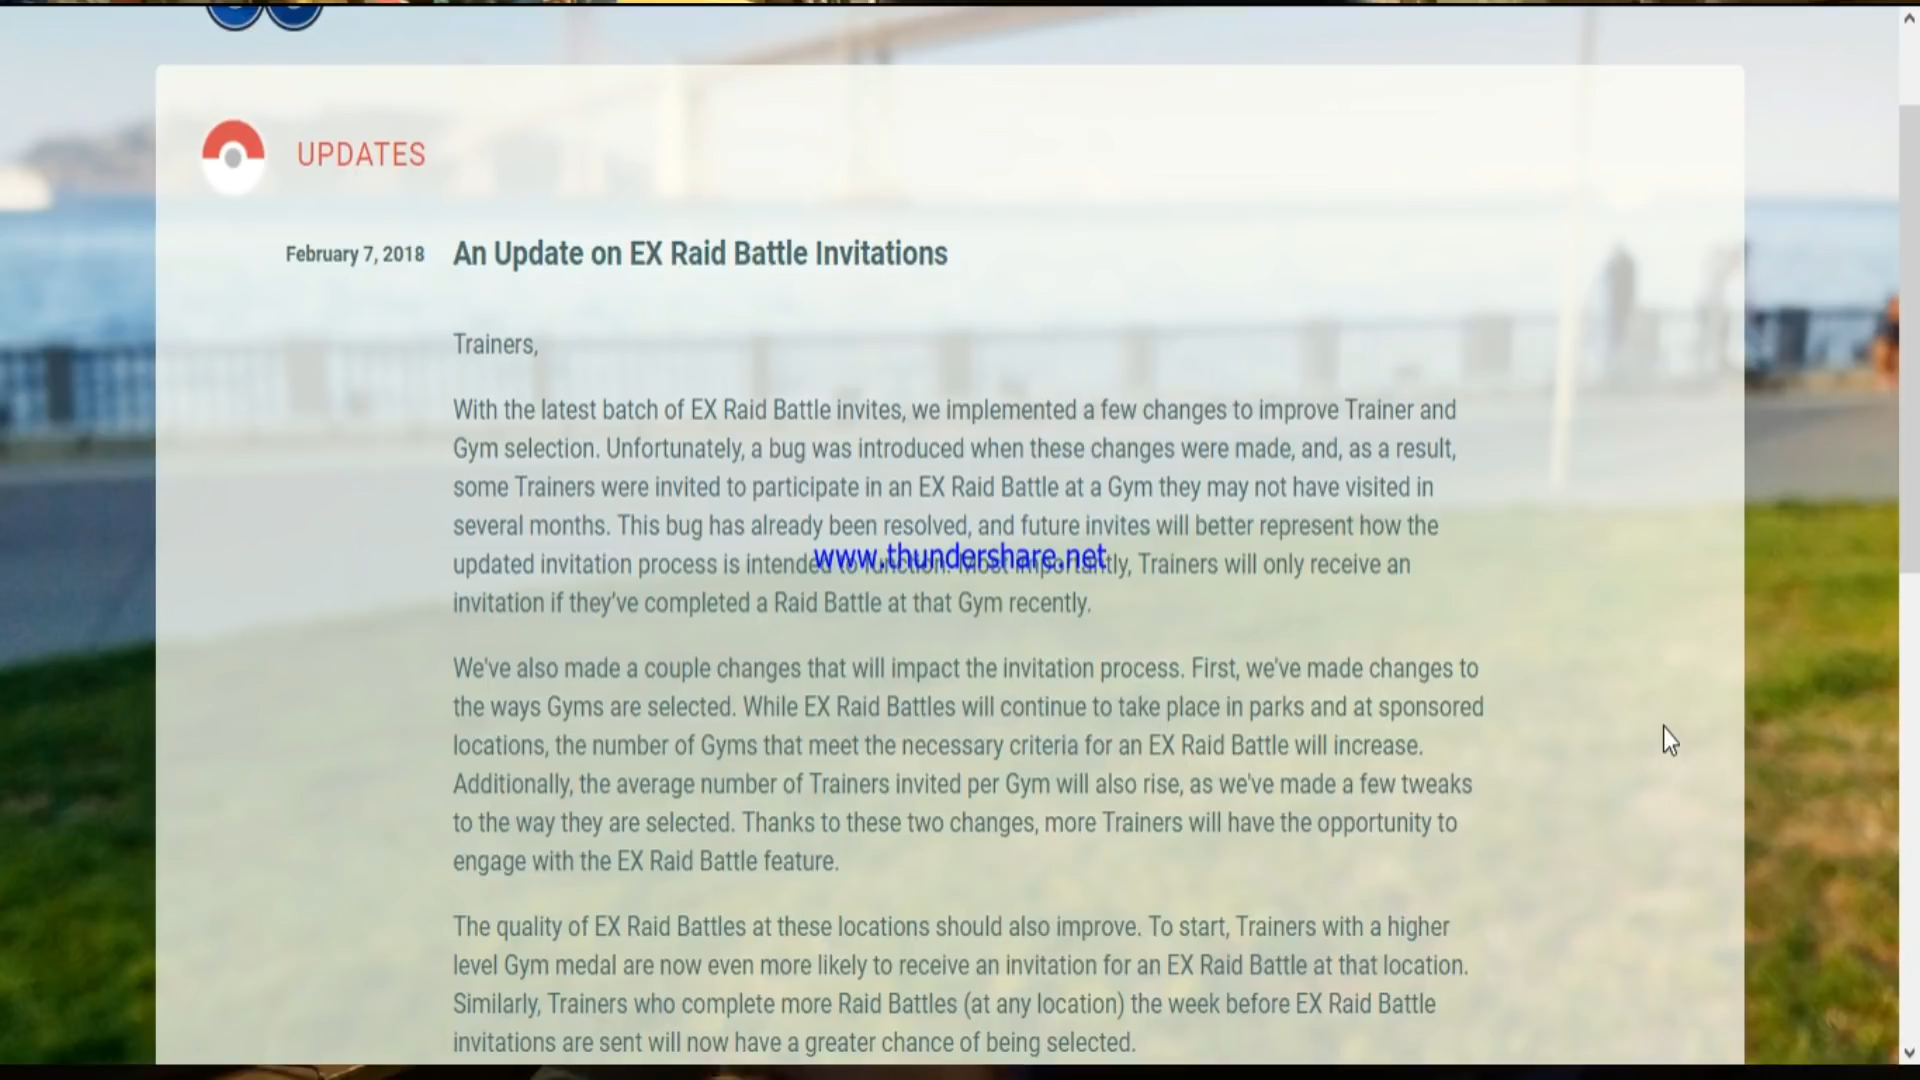 UPDATES
February 7, 2018 An Update on EX Raid Battle Invitations
Trainers,
With the latest batch of EX Raid Battle invites, we implemented a few changes to improve Trainer and
Gym selection. Unfortunately, a bug was introduced when these changes were made, and, as a result,
some Trainers were invited to participate in an EX Raid Battle at a Gym they may not have visited in
several months. This bug has already been resolved, and future invites will better represent how the
www.thundershare.net
updated invitation process is intended to function. Most importantly, Trainers will only receive an
invitation if they've completed a Raid Battle at that Gym recently.
We've also made a couple changes that will impact the invitation process. First, we've made changes to
the ways Gyms are selected. While EX Raid Battles will continue to take place in parks and at sponsored
locations, the number of Gyms that meet the necessary criteria for an EX Raid Battle will increase.
Additionally, the average number of Trainers invited per Gym will also rise, as we've made a few tweaks
to the way they are selected. Thanks to these two changes, more Trainers will have the opportunity to
engage with the EX Raid Battle feature.
The quality of EX Raid Battles at these locations should also improve. To start, Trainers with a higher
level Gym medal are now even more likely to receive an invitation for an EX Raid Battle at that location.
Similarly, Trainers who complete more Raid Battles (at any location) the week before EX Raid Battle
invitations are sent will now have a greater chance of being selected.